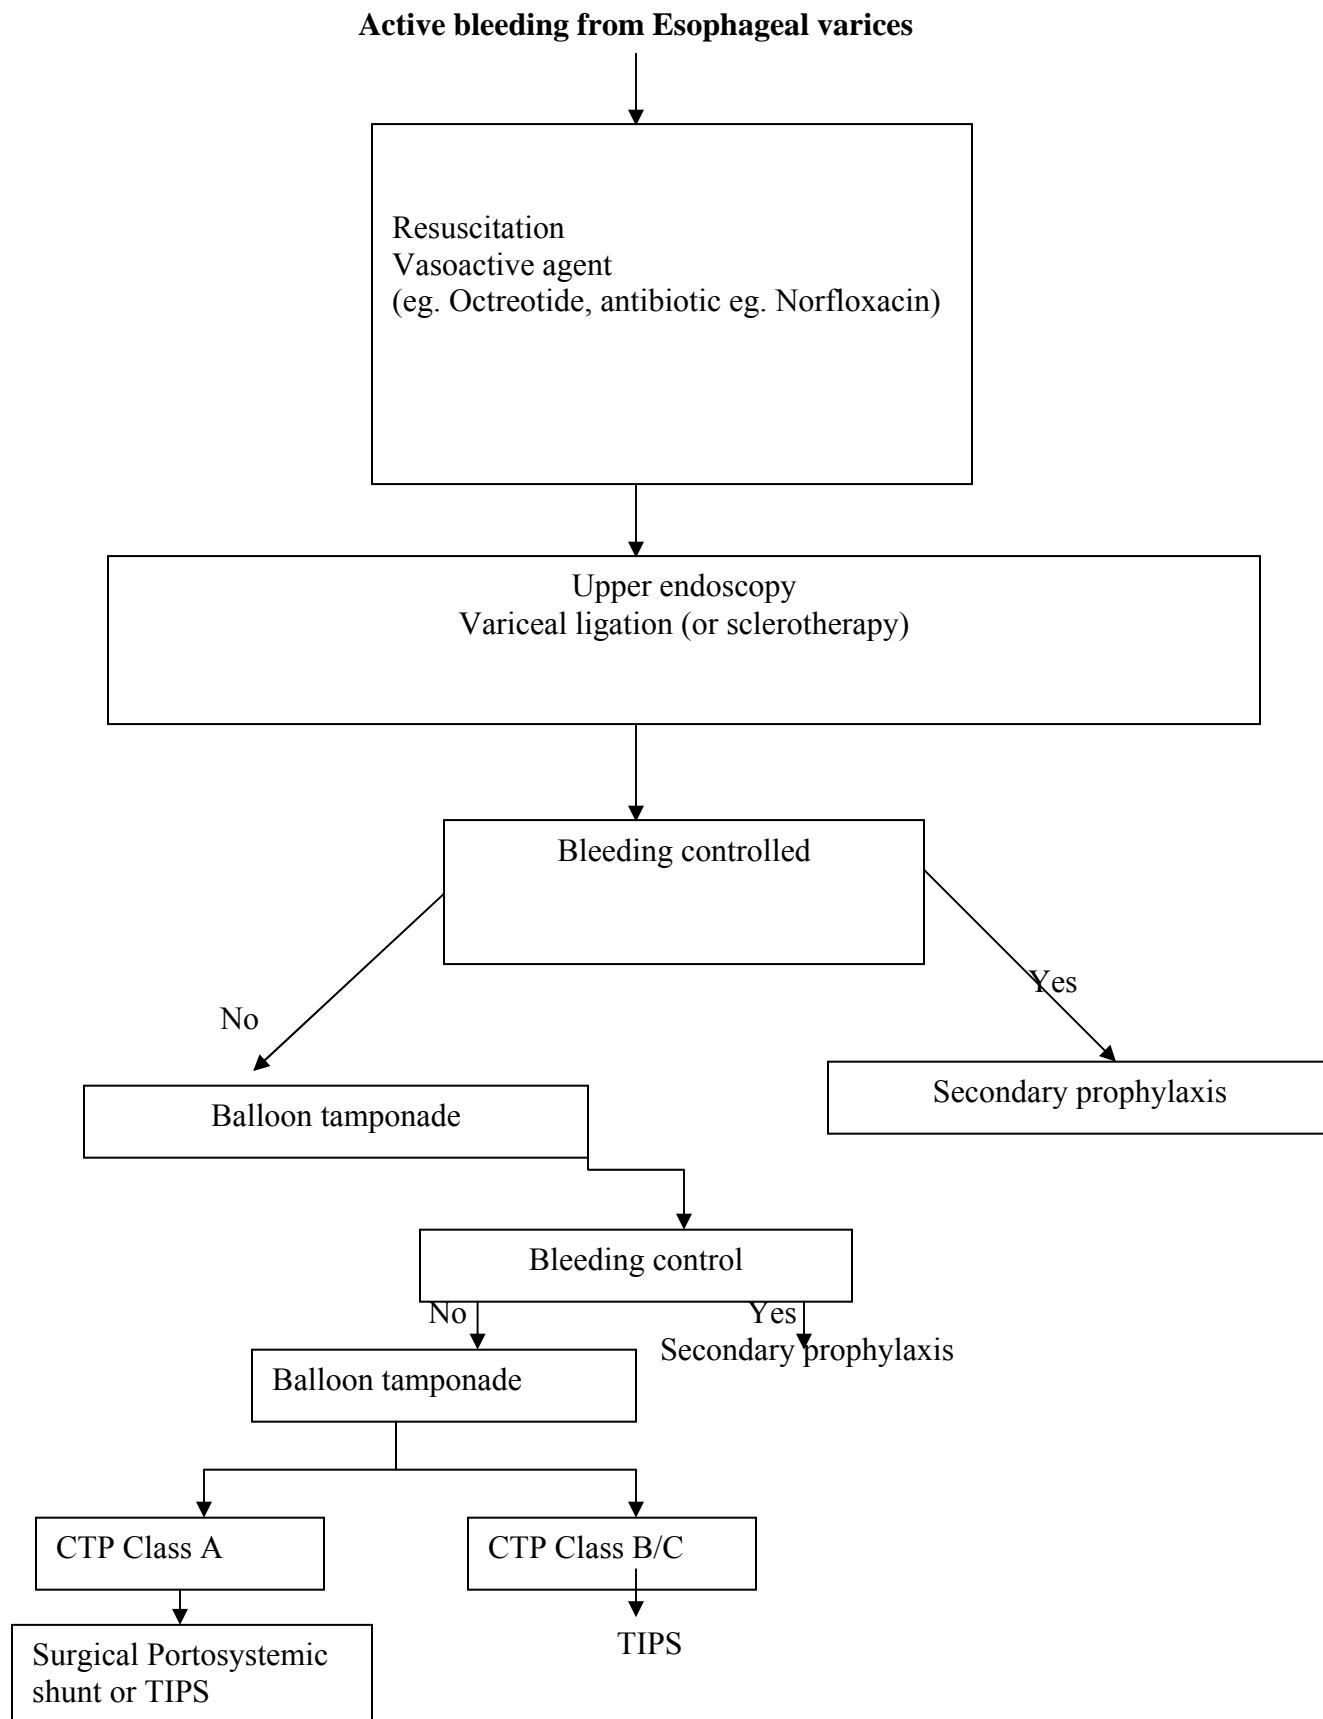 Active bleeding from Esophageal varices
Resuscitation
Vasoactive agent
(eg. Octreotide, antibiotic eg. Norfloxacin)
Upper endoscopy
Variceal ligation (or sclerotherapy)
Bleeding controlled
Yes
No
Secondary prophylaxis
Balloon tamponade
Bleeding control
No
Yes
Secondary prophylaxis
Balloon tamponade
CTP Class A
CTP Class B/C
TIPS
Surgical Portosystemic
shunt or TIPS